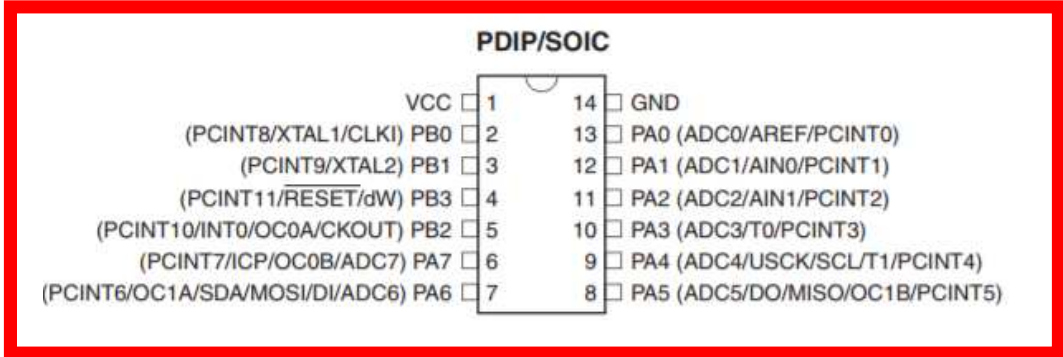 PDIP/SOIC
VCC 1 14 GND
(PCINT8/XTAL1/CLKI) PB0 2 13 PA0 (ADC0/AREF/PCINT0)
(PCINT9/XTAL2) PB1 3 12 PA1 (ADC1/AIN0/PCINT1)
(PCINT11/RESET/dW) PB3 4 11 PA2 (ADC2/AIN1/PCINT2)
(PCINT10/INT0/OC0A/CKOUT) PB2 5 10 PA3 (ADC3/T0/PCINT3)
(PCINT7/ICP/OC0B/ADC7) PA7 6 9 PA4 (ADC4/USCK/SCL/T1/PCINT4)
(PCINT6/OC1A/SDA/MOSI/DI/ADC6) PA6 7 8 PA5 (ADC5/DO/MISO/OC1B/PCINT5)